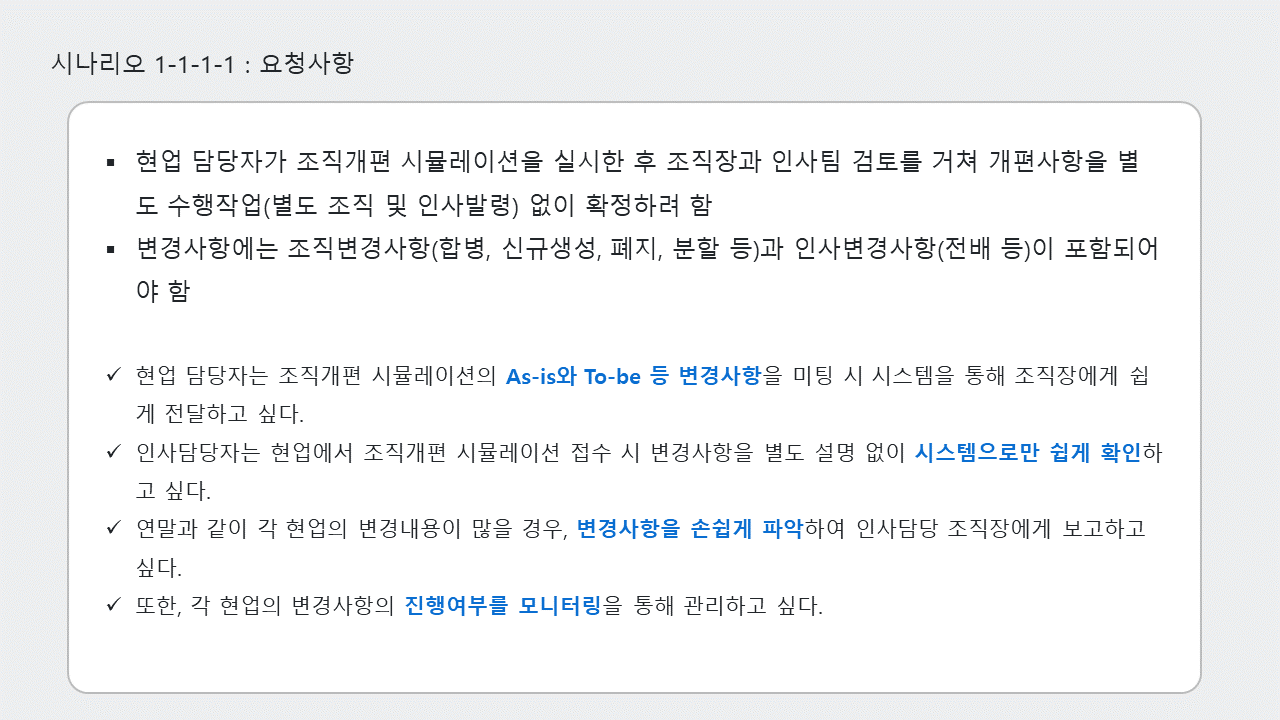 시나리오 1-1-1-1 : 요청사항
▪ 현업 담당자가 조직개편 시뮬레이션을 실시한 후 조직장과 인사팀 검토를 거쳐 개편사항을 별
도 수행작업(별도 조직 및 인사발령) 없이 확정하려 함
▪ 변경사항에는 조직변경사항(합병, 신규생성, 폐지, 분할 등)과 인사변경사항(전배 등)이 포함되어
야 함
✓ 현업 담당자는 조직개편 시뮬레이션의 As-is와 To-be 등 변경사항을 미팅 시 시스템을 통해 조직장에게 쉽
게 전달하고 싶다.
✓ 인사담당자는 현업에서 조직개편 시뮬레이션 접수 시 변경사항을 별도 설명 없이 시스템으로만 쉽게 확인하
고 싶다.
✓ 연말과 같이 각 현업의 변경내용이 많을 경우, 변경사항을 손쉽게 파악하여 인사담당 조직장에게 보고하고
싶다.
✓ 또한, 각 현업의 변경사항의 진행여부를 모니터링을 통해 관리하고 싶다.